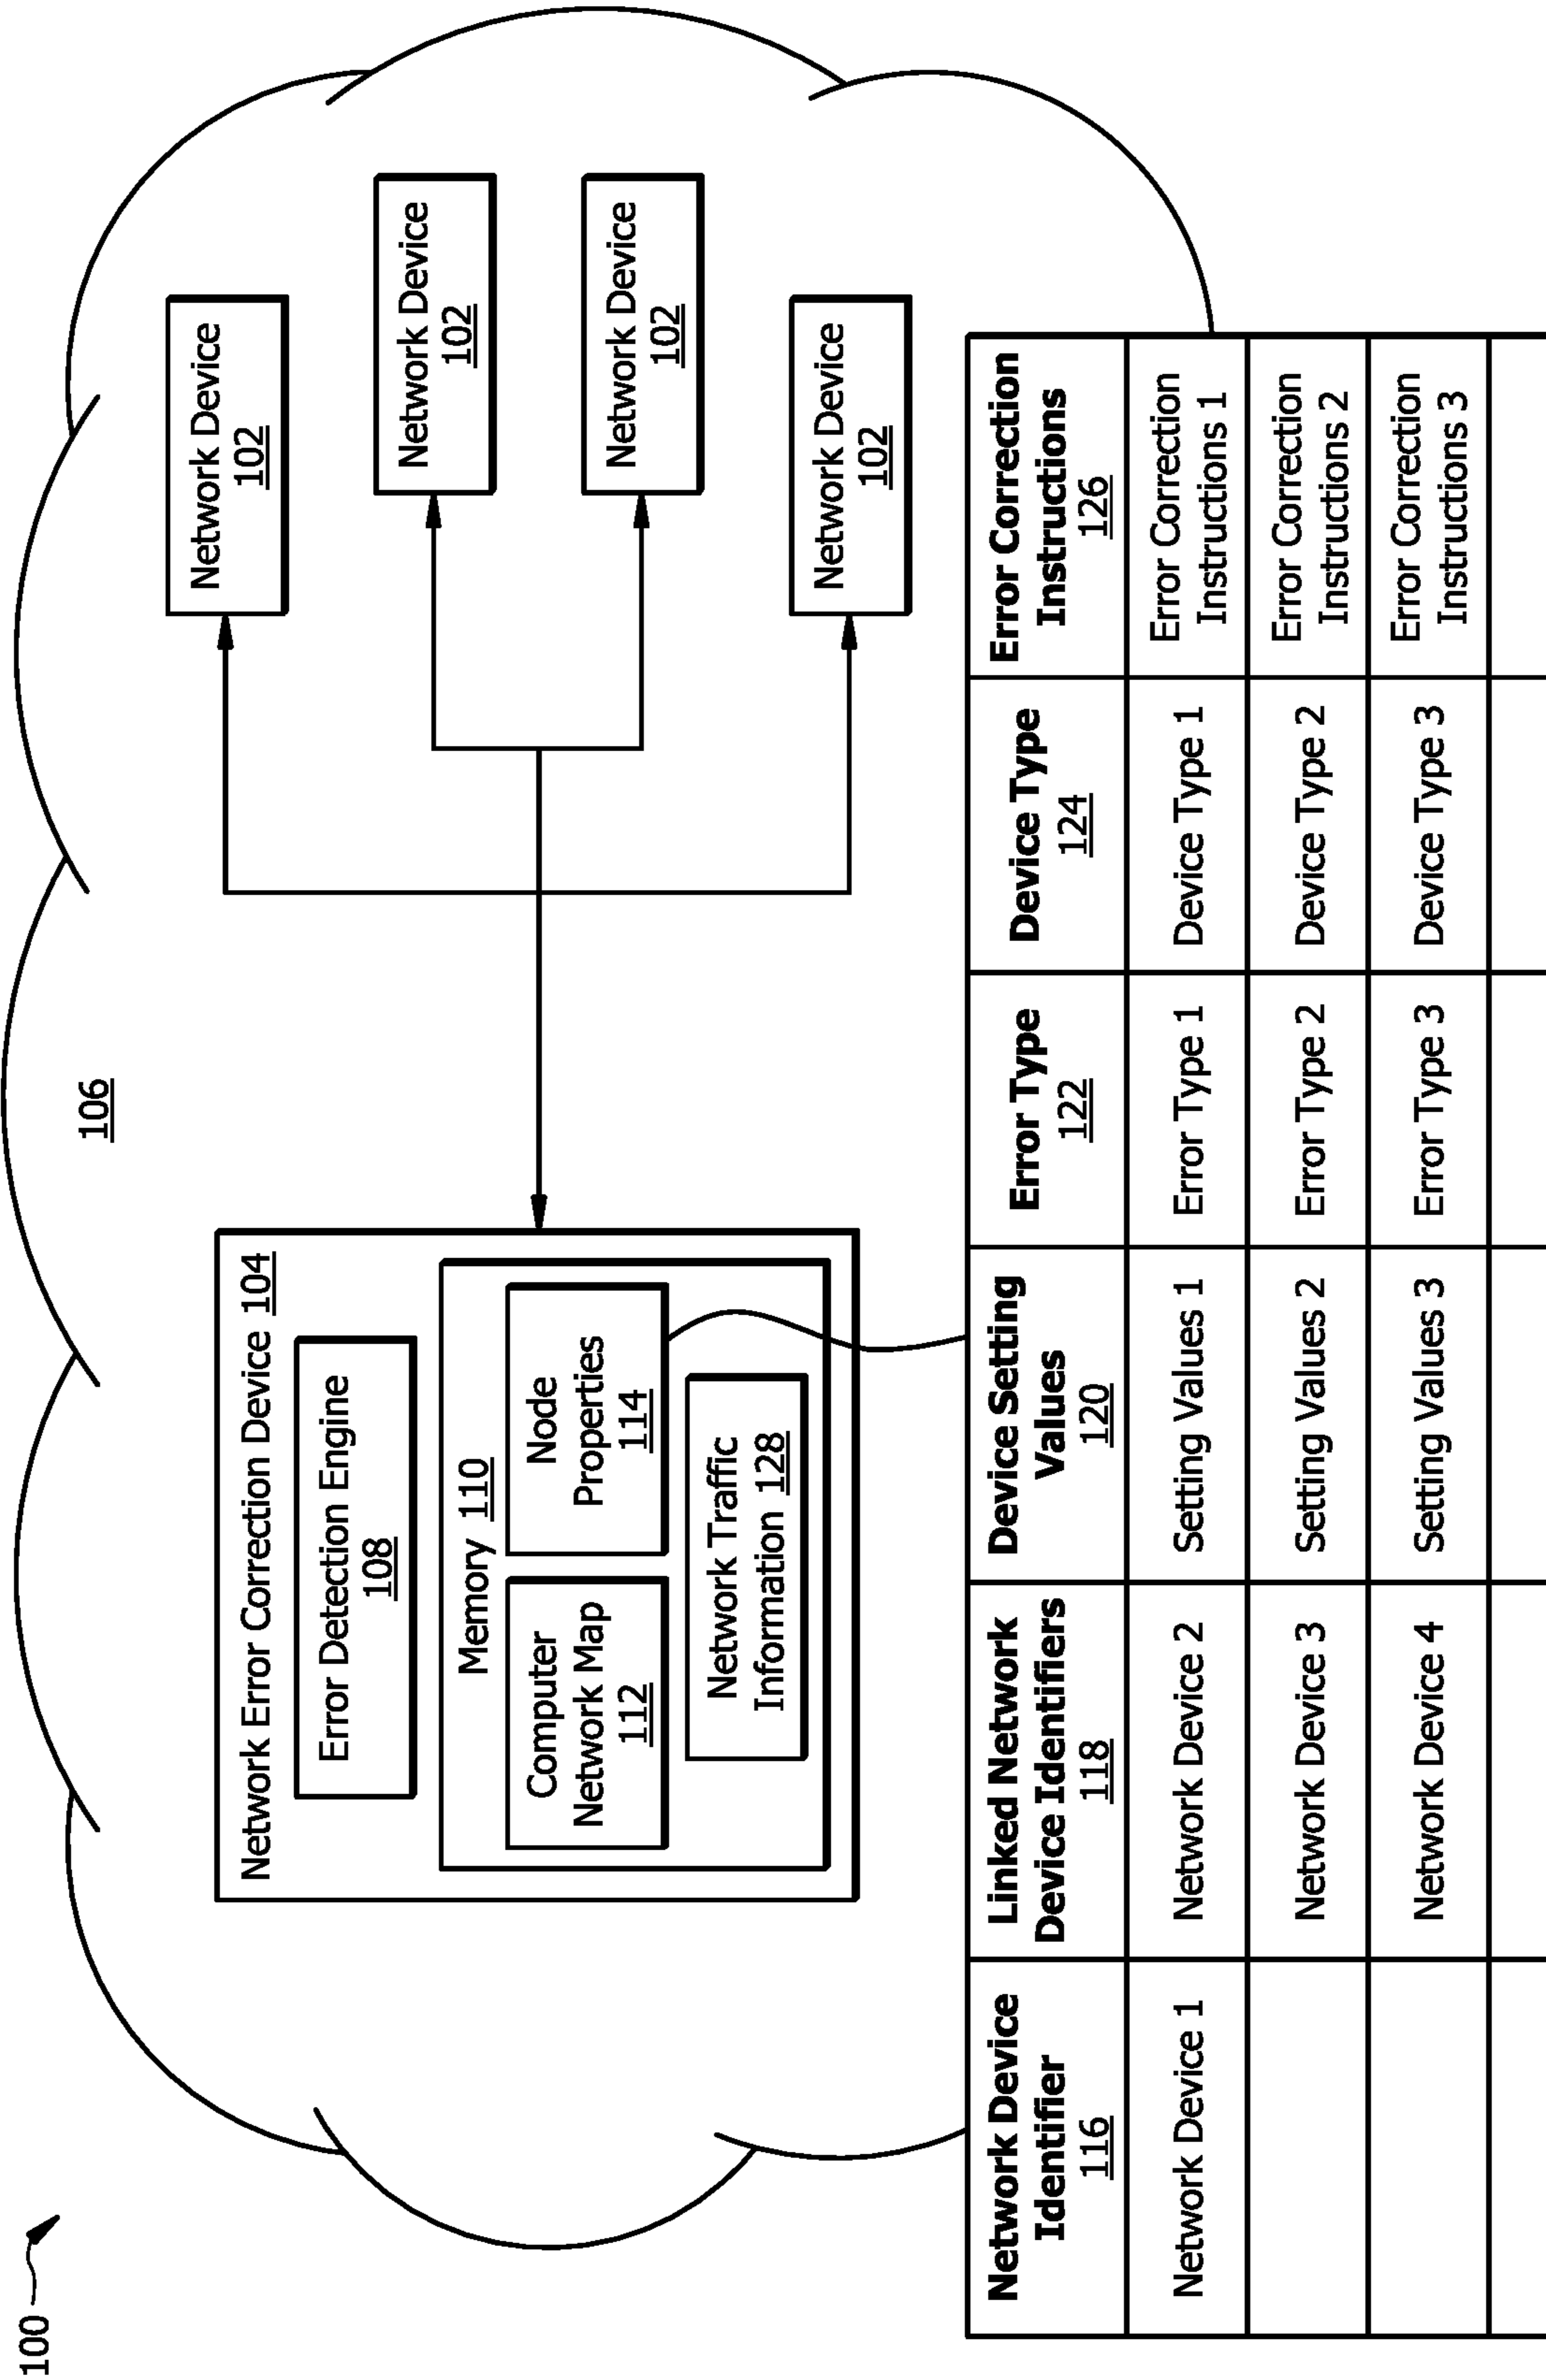 100
106
Network Error Correction Device 104
Error Detection Engine
108
Memory 110
Computer
Network Map
112
Node
Properties
114
Network Traffic
Information 128
Network Device
102
Network Device
102
Network Device
102
Network Device
102
Network Device
Identifier
116
Linked Network
Device Identifiers
118
Device Setting
Values
120
Error Type
122
Device Type
124
Error Correction
Instructions
126
Network Device 1
Network Device 2
Setting Values 1
Error Type 1
Device Type 1
Error Correction
Instructions 1
Network Device 3
Setting Values 2
Error Type 2
Device Type 2
Error Correction
Instructions 2
Network Device 4
Setting Values 3
Error Type 3
Device Type 3
Error Correction
Instructions 3